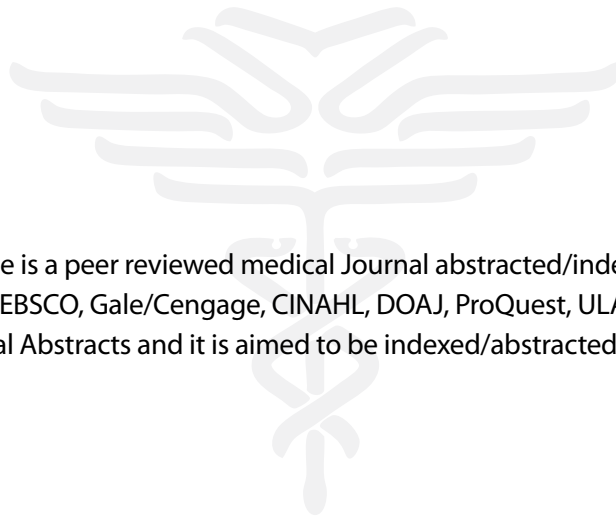 e is a peer reviewed medical Journal abstracted/inde
EBSCO, Gale/Cengage, CINAHL, DOAJ, ProQuest, ULA
al Abstracts and it is aimed to be indexed/abstracted